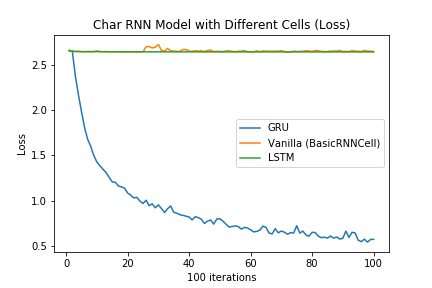 Char RNN Model with Different Cells (Loss)
2.5
2.0
1.5
1.0
0.5
Loss
GRU
Vanilla (BasicRNNCell)
LSTM
0 20 40 60 80 100
100 iterations